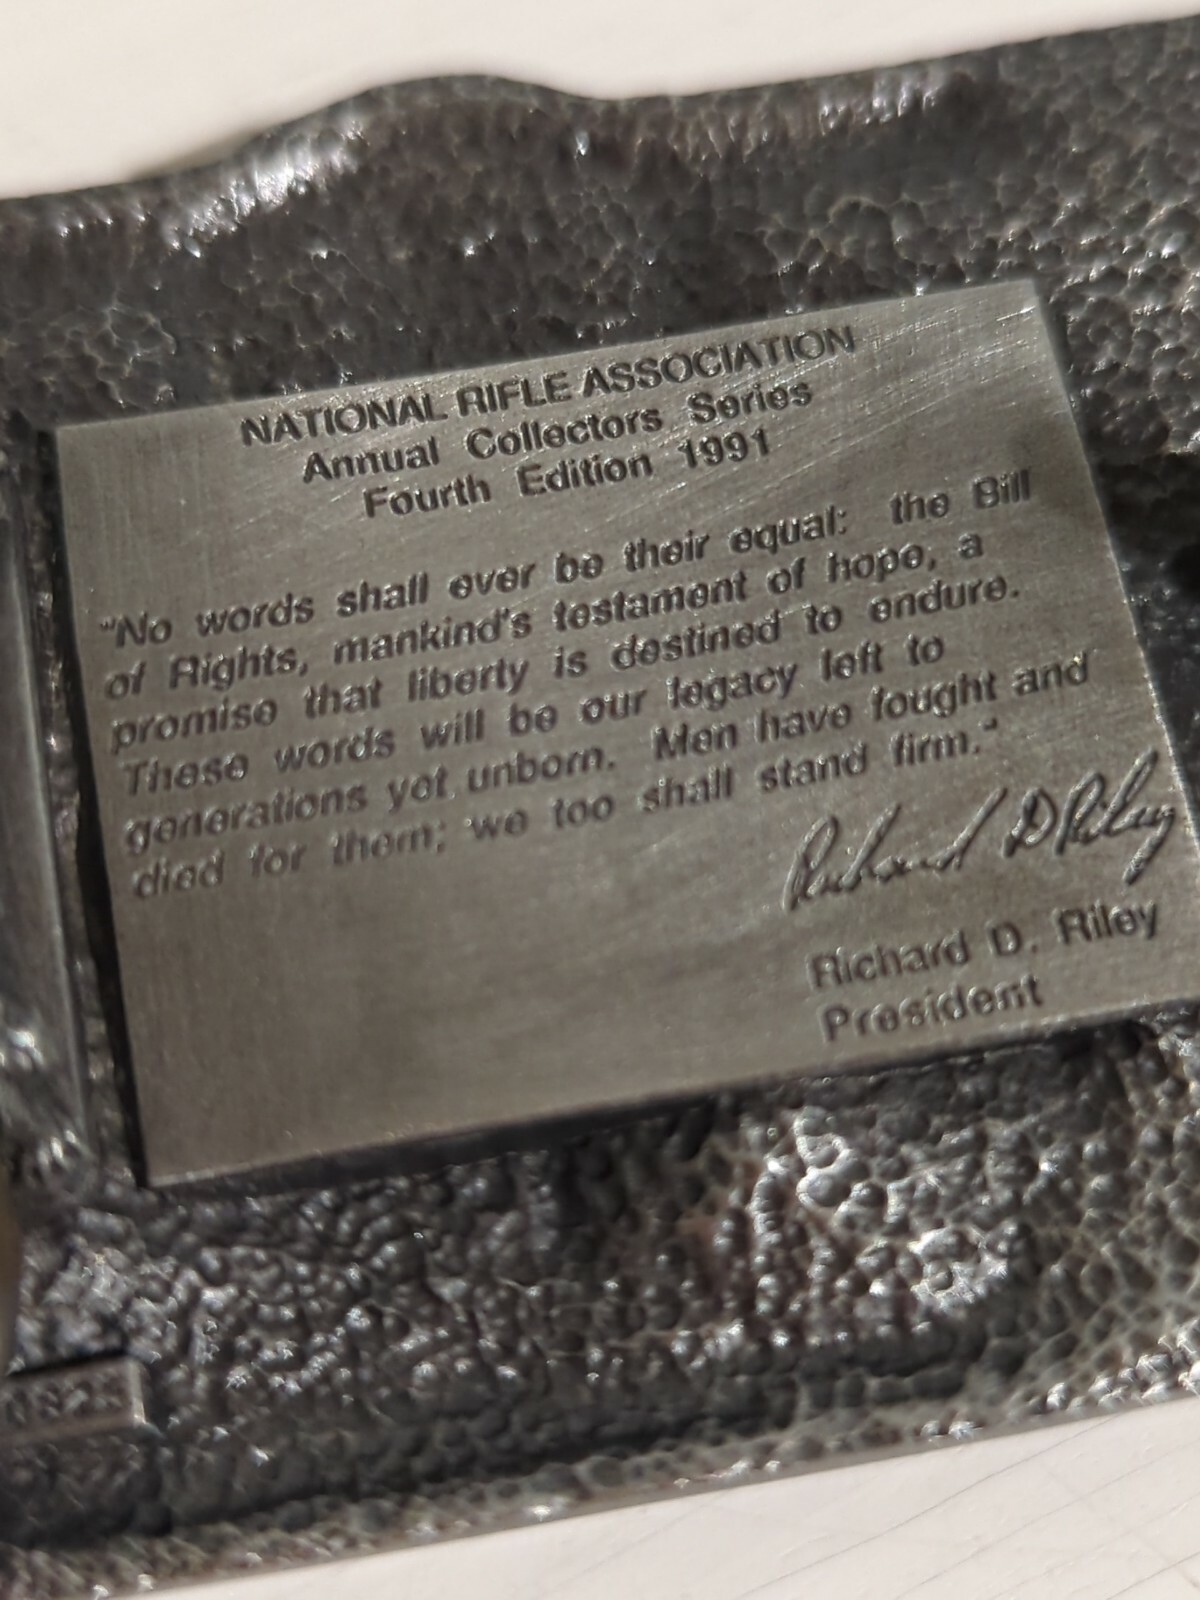 NATIONAL RIFLE ASSOCIATION
Annual Collectors Series
Fourth Edition 1991
"No words shall ever be their equal: the Bill
of Rights, mankind's testament of hope, a
promise that liberty is destined to endure.
These words will be our legacy left to
generations yet unborn. Men have fought and
died for them; we too shall stand firm."
Richard D Riley
Richard D. Riley
President